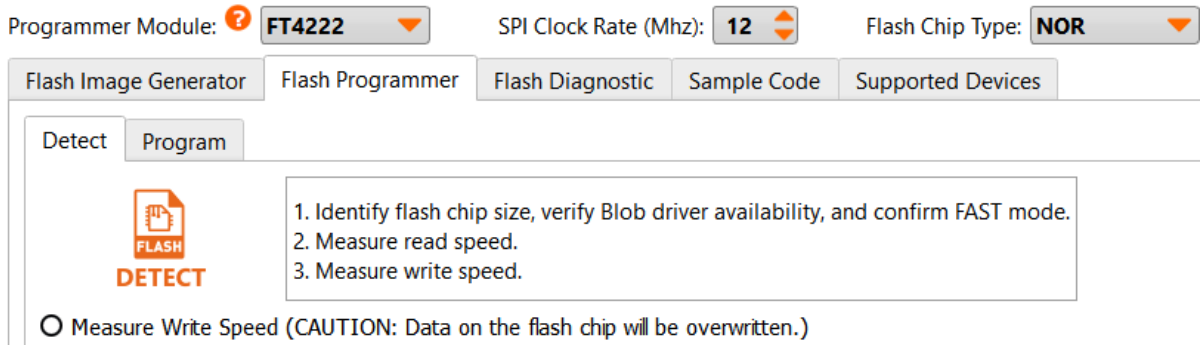 Programmer Module: ? FT4222 SPI Clock Rate (Mhz): 12 Flash Chip Type: NOR
Flash Image Generator Flash Programmer Flash Diagnostic Sample Code Supported Devices
Detect Program
1. Identify flash chip size, verify Blob driver availability, and confirm FAST mode.
2. Measure read speed.
3. Measure write speed.
FLASH
DETECT
Measure Write Speed (CAUTION: Data on the flash chip will be overwritten.)